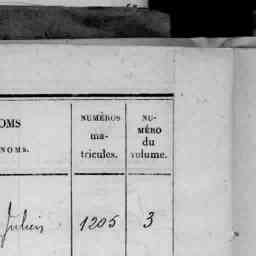 OMS
NOMS.
NUMÉROS
ma-
tricules.
NU-
MÉRO
du
volume.
Julien 1205 3